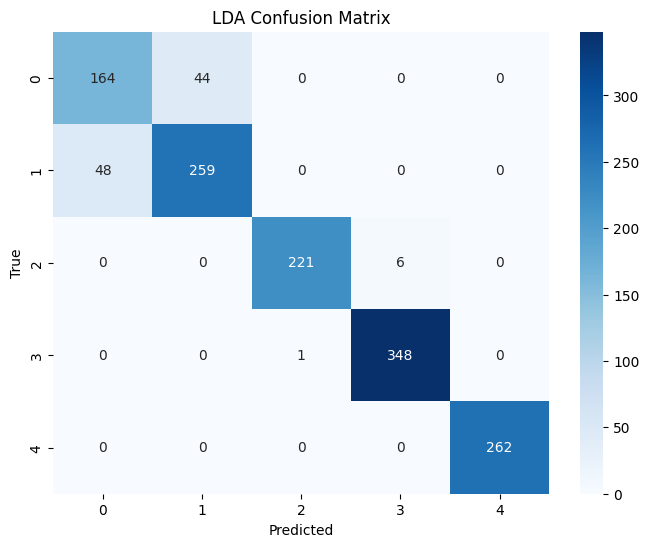 LDA Confusion Matrix
0 164 44 0 0 0
1 48 259 0 0 0
2 0 0 221 6 0
3 0 0 1 348 0
4 0 0 0 0 262
0 1 2 3 4
True
Predicted
300
250
200
150
100
50
0